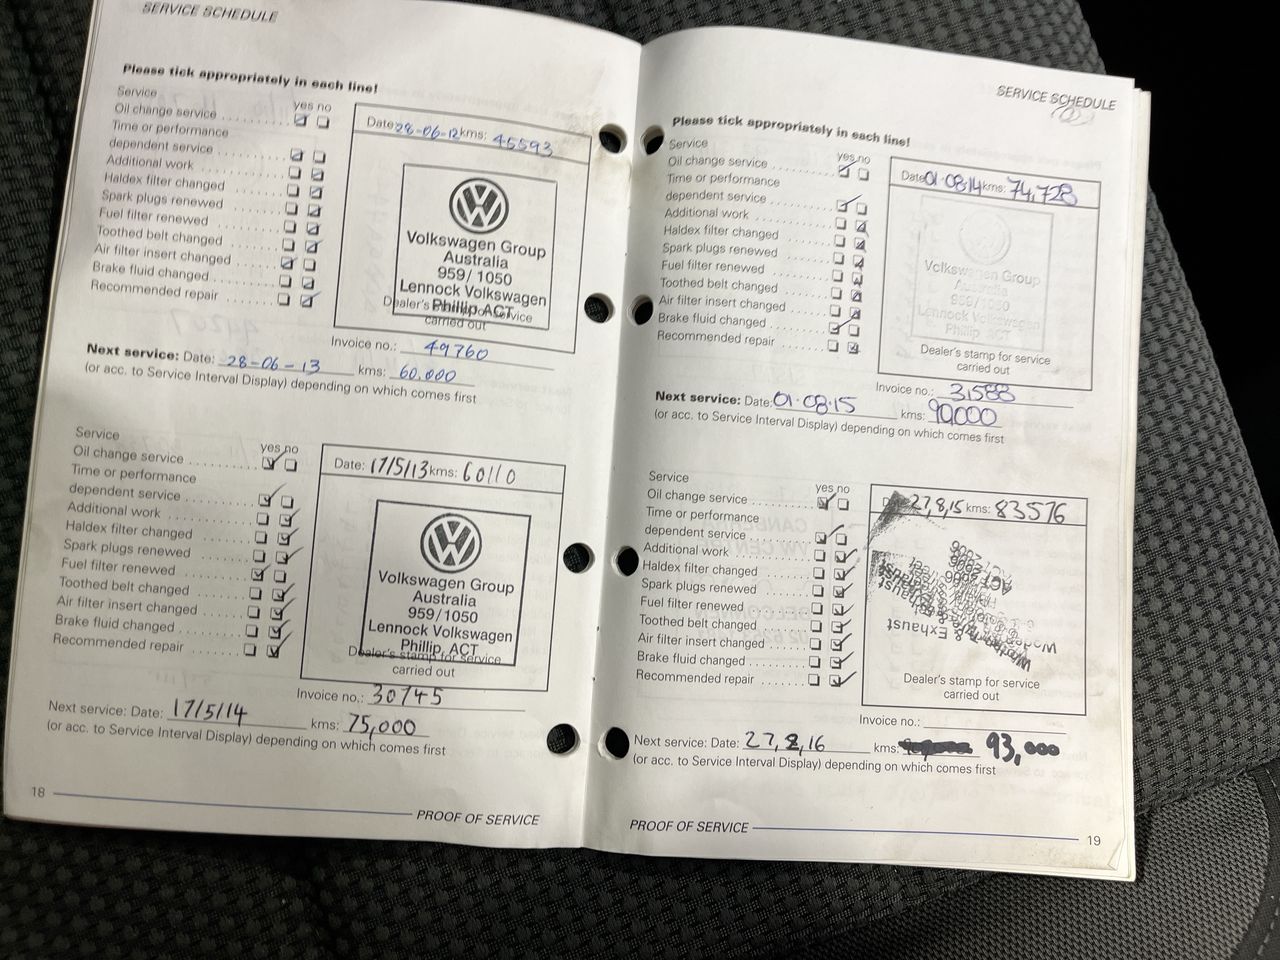 SERVICE SCHEDULE
Please tick appropriately in each line!
Service
yes no
Oil change service
Time or performance
dependent service
Additional work
Haldex filter changed
Spark plugs renewed
Fuel filter renewed
Toothed belt changed
Air filter insert changed
Brake fluid changed
Recommended repair
Date: 28-06-12 kms: 45593
Volkswagen Group
Australia
959/1050
Lennock Volkswagen
Phillip ACT
Dealer's stamp for service
carried out
Invoice no.: 49760
Next service: Date: 28-06-13 kms: 60.000
(or acc. to Service Interval Display) depending on which comes first
Service
yes no
Oil change service
Time or performance
dependent service
Additional work
Haldex filter changed
Spark plugs renewed
Fuel filter renewed
Toothed belt changed
Air filter insert changed
Brake fluid changed
Recommended repair
Date: 17/5/13 kms: 60110
Volkswagen Group
Australia
959/1050
Lennock Volkswagen
Phillip, ACT
Dealer's stamp for service
carried out
Invoice no.: 30745
Next service: Date: 17/5/14 kms: 75,000
(or acc. to Service Interval Display) depending on which comes first
18
PROOF OF SERVICE
SERVICE SCHEDULE
Please tick appropriately in each line!
Service
yes no
Oil change service
Time or performance
dependent service
Additional work
Haldex filter changed
Spark plugs renewed
Fuel filter renewed
Toothed belt changed
Air filter insert changed
Brake fluid changed
Recommended repair
Date: 01·08·14 kms: 74,728
Volkswagen Group
Australia
959/1050
Lennock Volkswagen
Phillip, ACT
Dealer's stamp for service
carried out
Invoice no.: 31588
Next service: Date: 01·08·15 kms: 90,000
(or acc. to Service Interval Display) depending on which comes first
Service
yes no
Oil change service
Time or performance
dependent service
Additional work
Haldex filter changed
Spark plugs renewed
Fuel filter renewed
Toothed belt changed
Air filter insert changed
Brake fluid changed
Recommended repair
Date: 27,8,15 kms: 83576
& Exhaust
Dealer's stamp for service
carried out
Invoice no.:
Next service: Date: 27,8,16 kms: 93,000
(or acc. to Service Interval Display) depending on which comes first
PROOF OF SERVICE
19